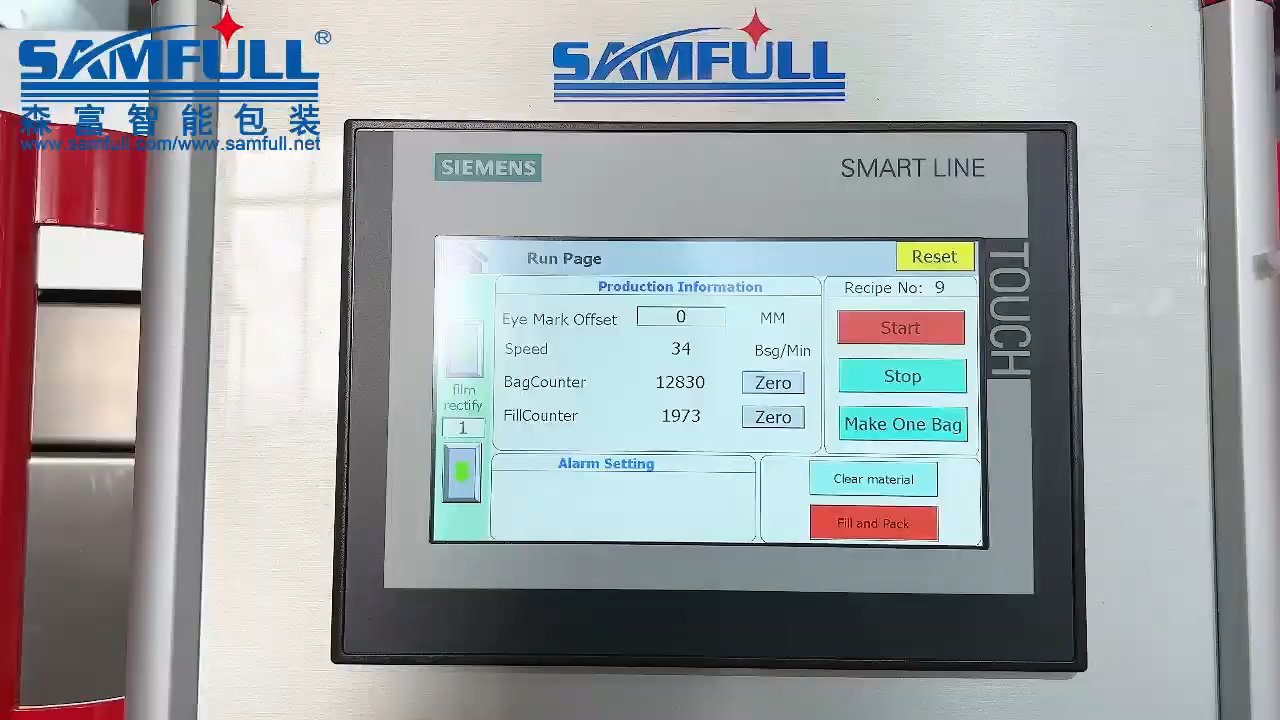 SAMFULL®
森富智能包装
www.samfull.com/www.samfull.net
SAMFULL
SIEMENS
SMART LINE
TOUCH
Run Page
Reset
Production Information
Recipe No: 9
Mark Offset 0 MM
Start
Speed 34 Bsg/Min
Stop
BagCounter 12830 Zero
film
rectify
FillCounter 1973 Zero
Make One Bag
1
Alarm Setting
Clear material
Fill and Pack